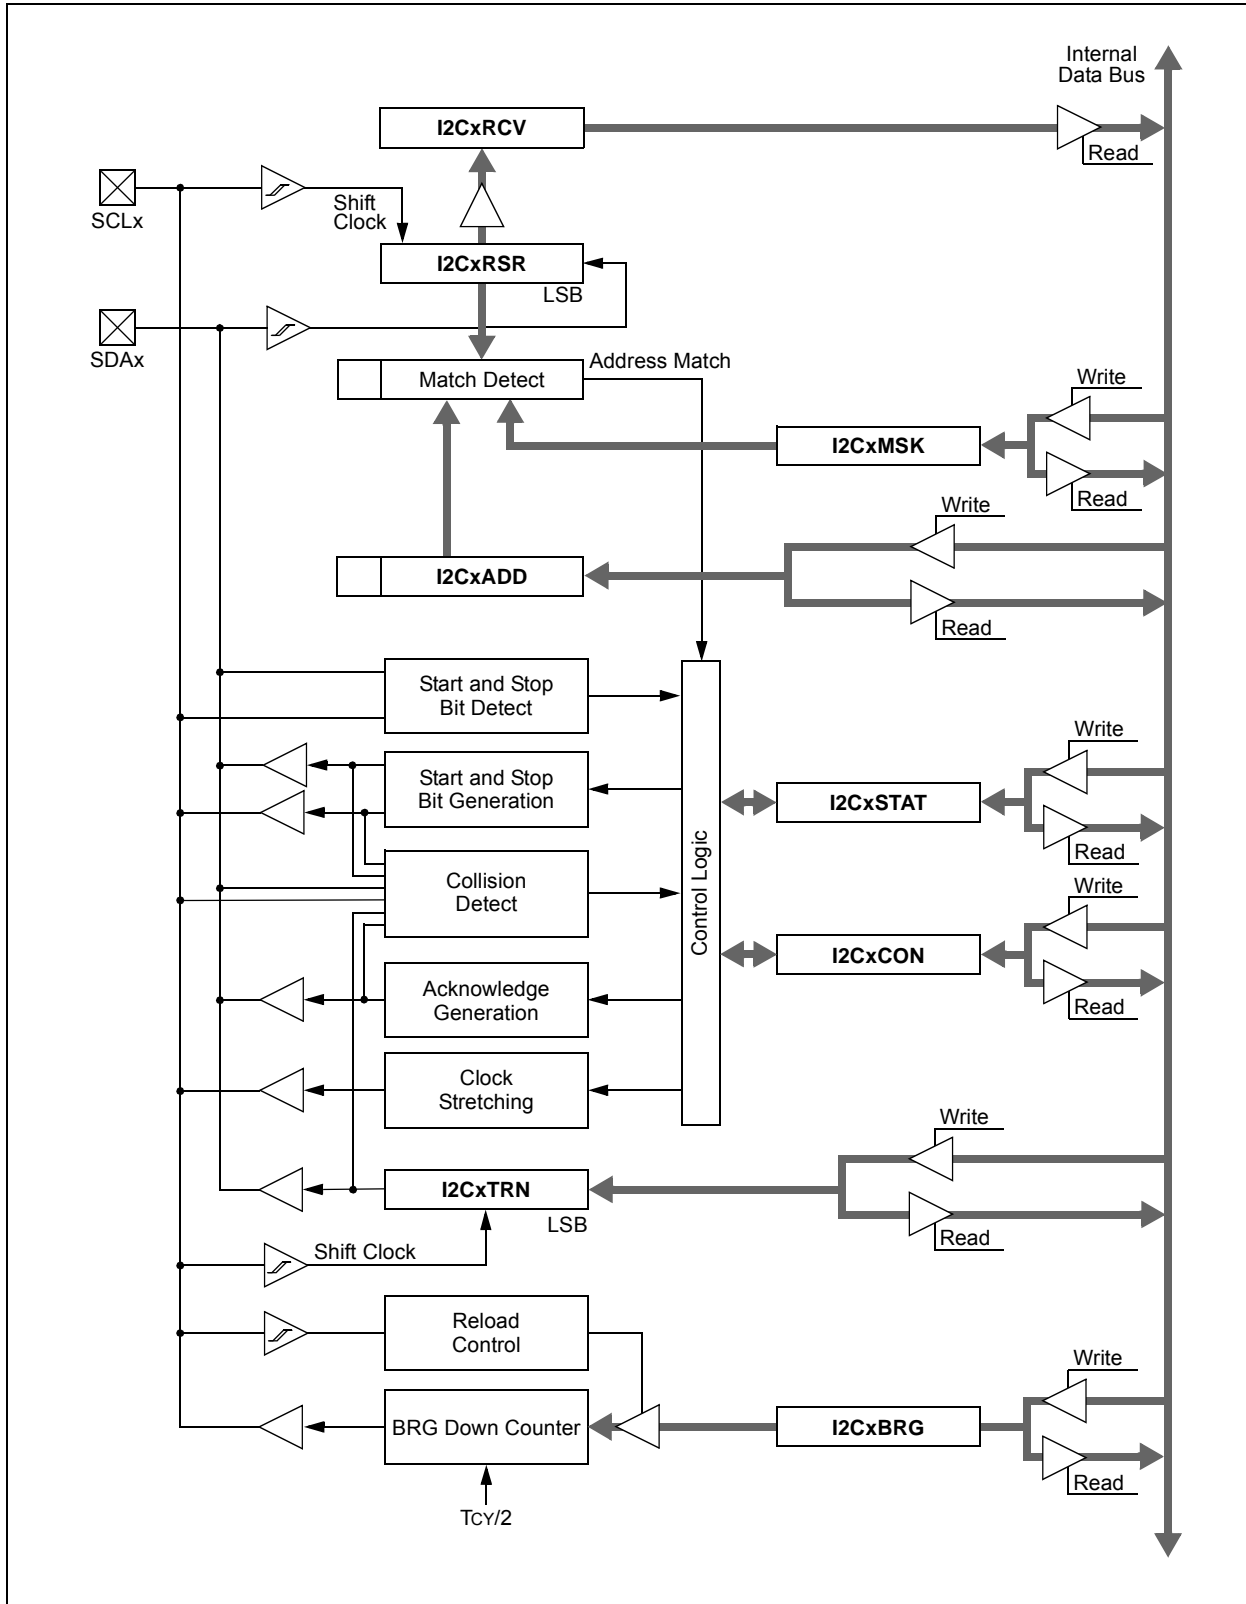 Internal
Data Bus
I2CxRCV
Read
SCLx
Shift
Clock
I2CxRSR
LSB
SDAx
Address Match
Match Detect
Write
I2CxMSK
Read
Write
I2CxADD
Read
Start and Stop
Bit Detect
Write
Start and Stop
Bit Generation
I2CxSTAT
Read
Control Logic
Collision
Detect
Write
I2CxCON
Read
Acknowledge
Generation
Clock
Stretching
Write
I2CxTRN
LSB
Read
Shift Clock
Reload
Control
Write
BRG Down Counter
I2CxBRG
Read
TCY/2